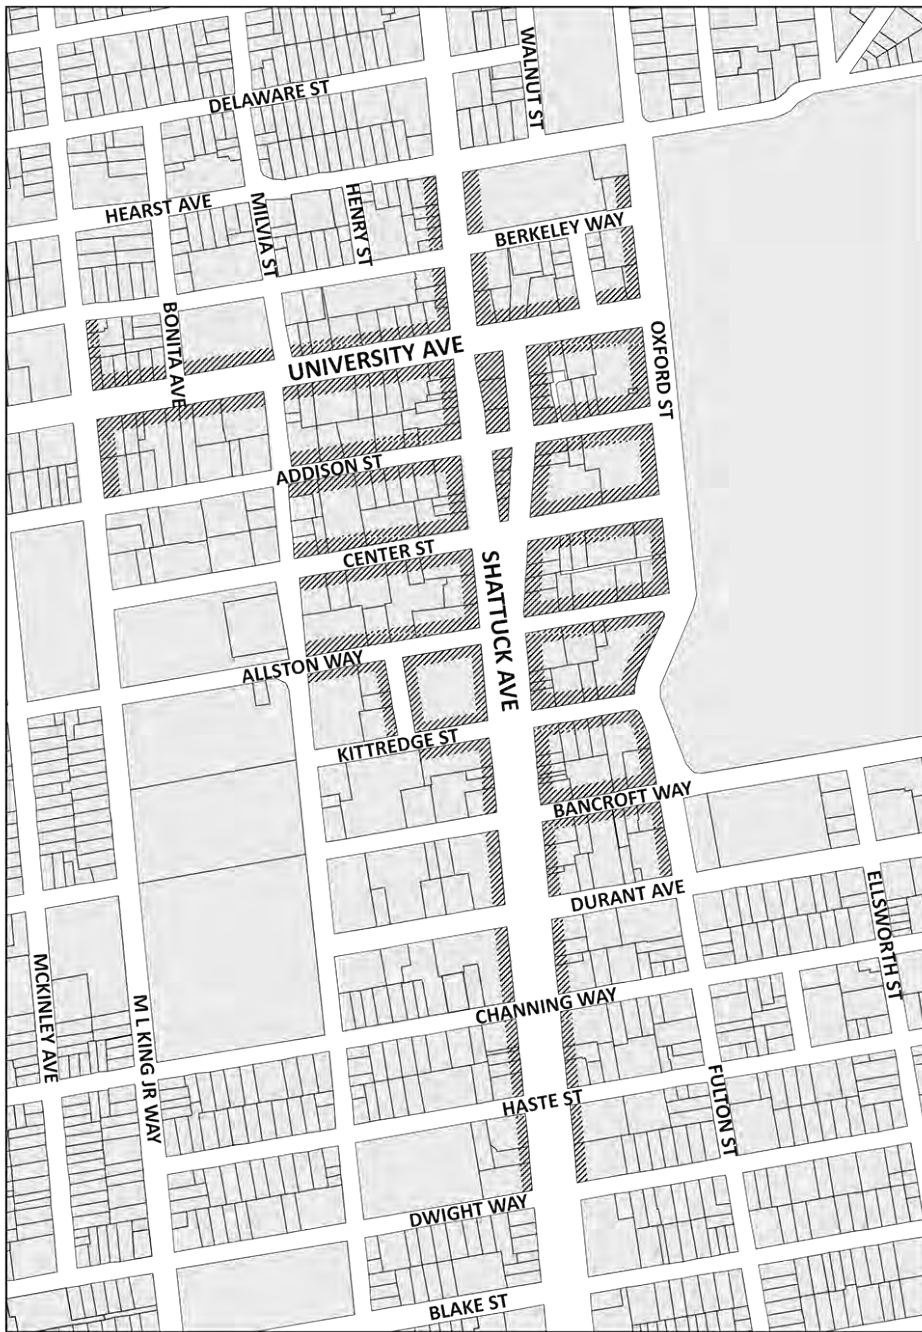 WALNUT ST
DELAWARE ST
HEARST AVE
MILVIA ST
HENRY ST
BERKELEY WAY
BONITA AVE
UNIVERSITY AVE
OXFORD ST
ADDISON ST
CENTER ST
SHATTUCK AVE
ALLSTON WAY
KITTREDGE ST
BANCROFT WAY
DURANT AVE
ELLSWORTH ST
MCKINLEY AVE
M L KING JR WAY
CHANNING WAY
HASTE ST
FULTON ST
DWIGHT WAY
BLAKE ST